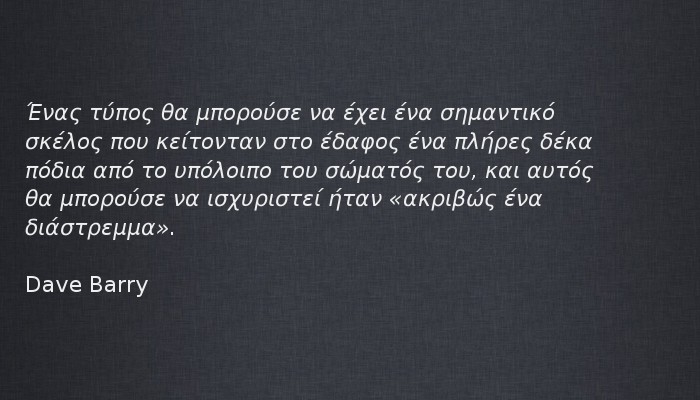 Ένας τύπος θα μπορούσε να έχει ένα σημαντικό
σκέλος που κείτονταν στο έδαφος ένα πλήρες δέκα
πόδια από το υπόλοιπο του σώματός του, και αυτός
θα μπορούσε να ισχυριστεί ήταν «ακριβώς ένα
διάστρεμμα».
Dave Barry